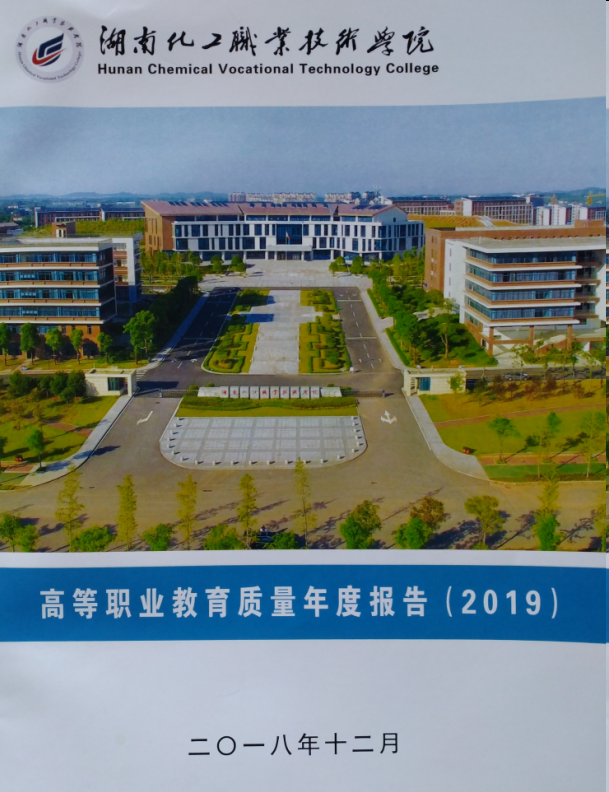 湖南化工職業技術學院
Hunan Chemical Vocational Technology College
高等职业教育质量年度报告（2019）
二〇一八年十二月